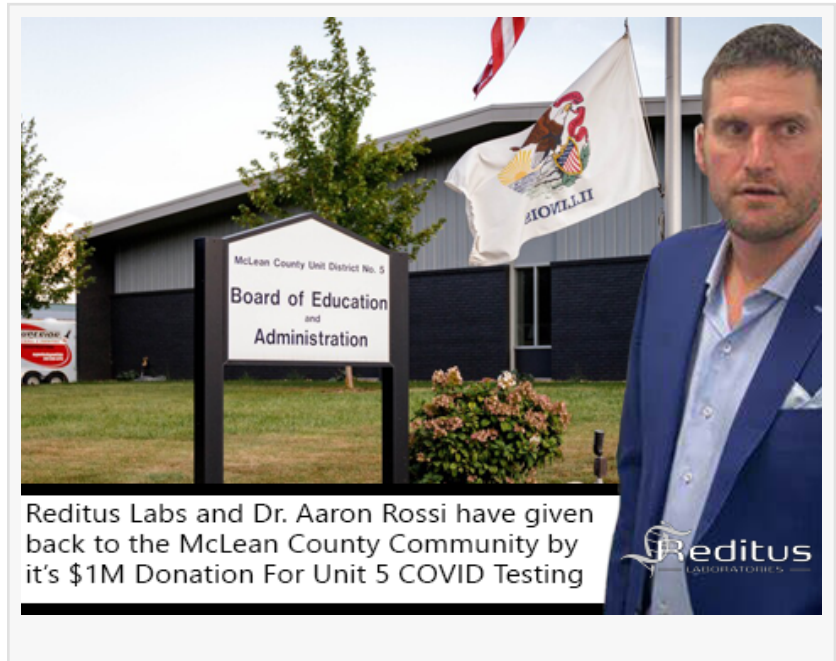 ILLINOIS
McLean County Unit District No. 5
Board of Education
and
Administration
Reditus Labs and Dr. Aaron Rossi have given
back to the McLean County Community by
it's $1M Donation For Unit 5 COVID Testing
Reditus
LABORATORIES